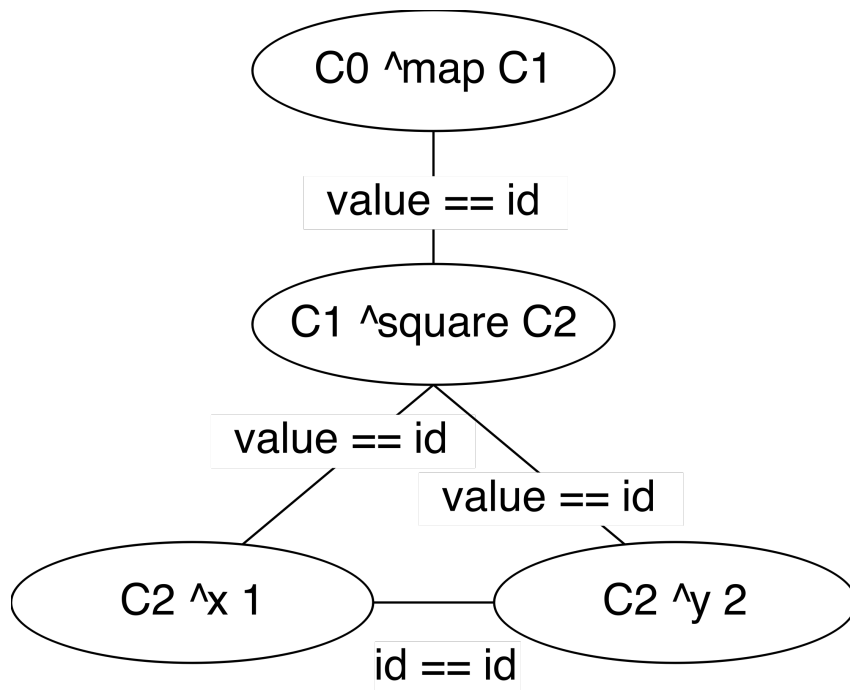 C0 ^map C1
value == id
C1 ^square C2
value == id
value == id
C2 ^x 1
C2 ^y 2
id == id